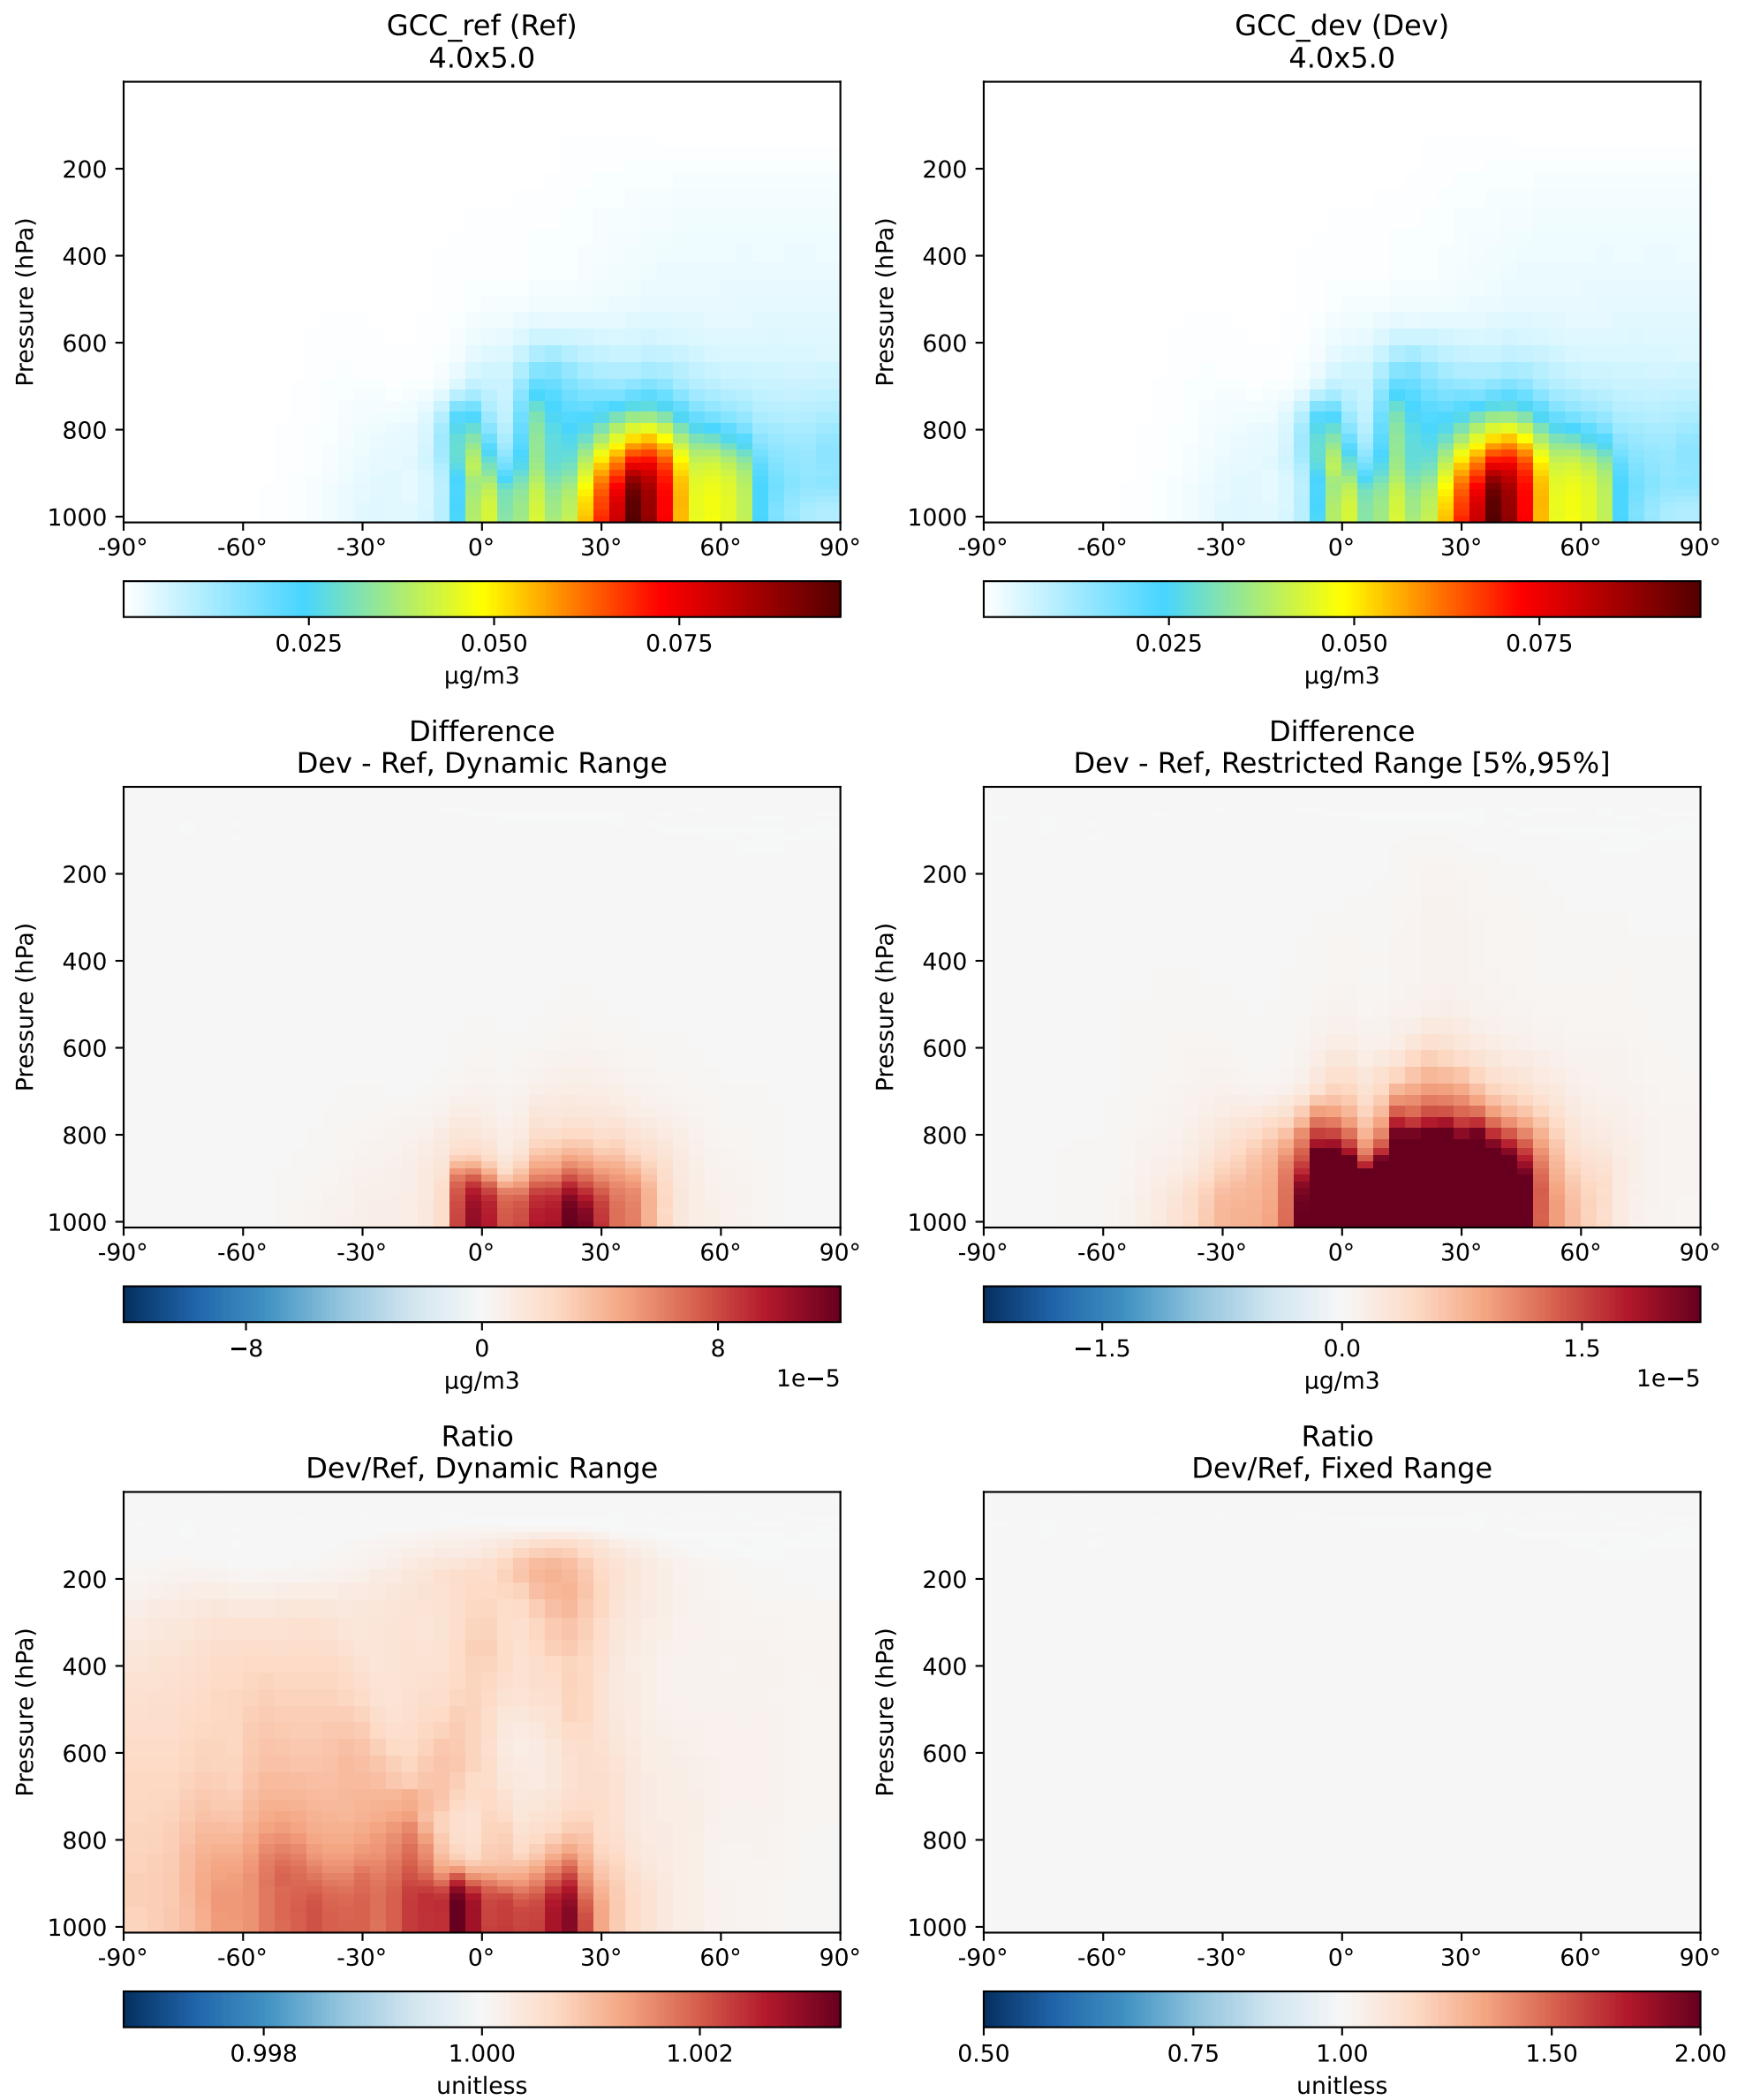 GCC_ref (Ref)
4.0x5.0
Pressure (hPa)
200
400
600
800
1000
-90° -60° -30° 0° 30° 60° 90°
0.025 0.050 0.075
µg/m3
GCC_dev (Dev)
4.0x5.0
Pressure (hPa)
200
400
600
800
1000
-90° -60° -30° 0° 30° 60° 90°
0.025 0.050 0.075
µg/m3
Difference
Dev - Ref, Dynamic Range
Pressure (hPa)
200
400
600
800
1000
-90° -60° -30° 0° 30° 60° 90°
−8 0 8
µg/m3 1e−5
Difference
Dev - Ref, Restricted Range [5%,95%]
Pressure (hPa)
200
400
600
800
1000
-90° -60° -30° 0° 30° 60° 90°
−1.5 0.0 1.5
µg/m3 1e−5
Ratio
Dev/Ref, Dynamic Range
Pressure (hPa)
200
400
600
800
1000
-90° -60° -30° 0° 30° 60° 90°
0.998 1.000 1.002
unitless
Ratio
Dev/Ref, Fixed Range
Pressure (hPa)
200
400
600
800
1000
-90° -60° -30° 0° 30° 60° 90°
0.50 0.75 1.00 1.50 2.00
unitless